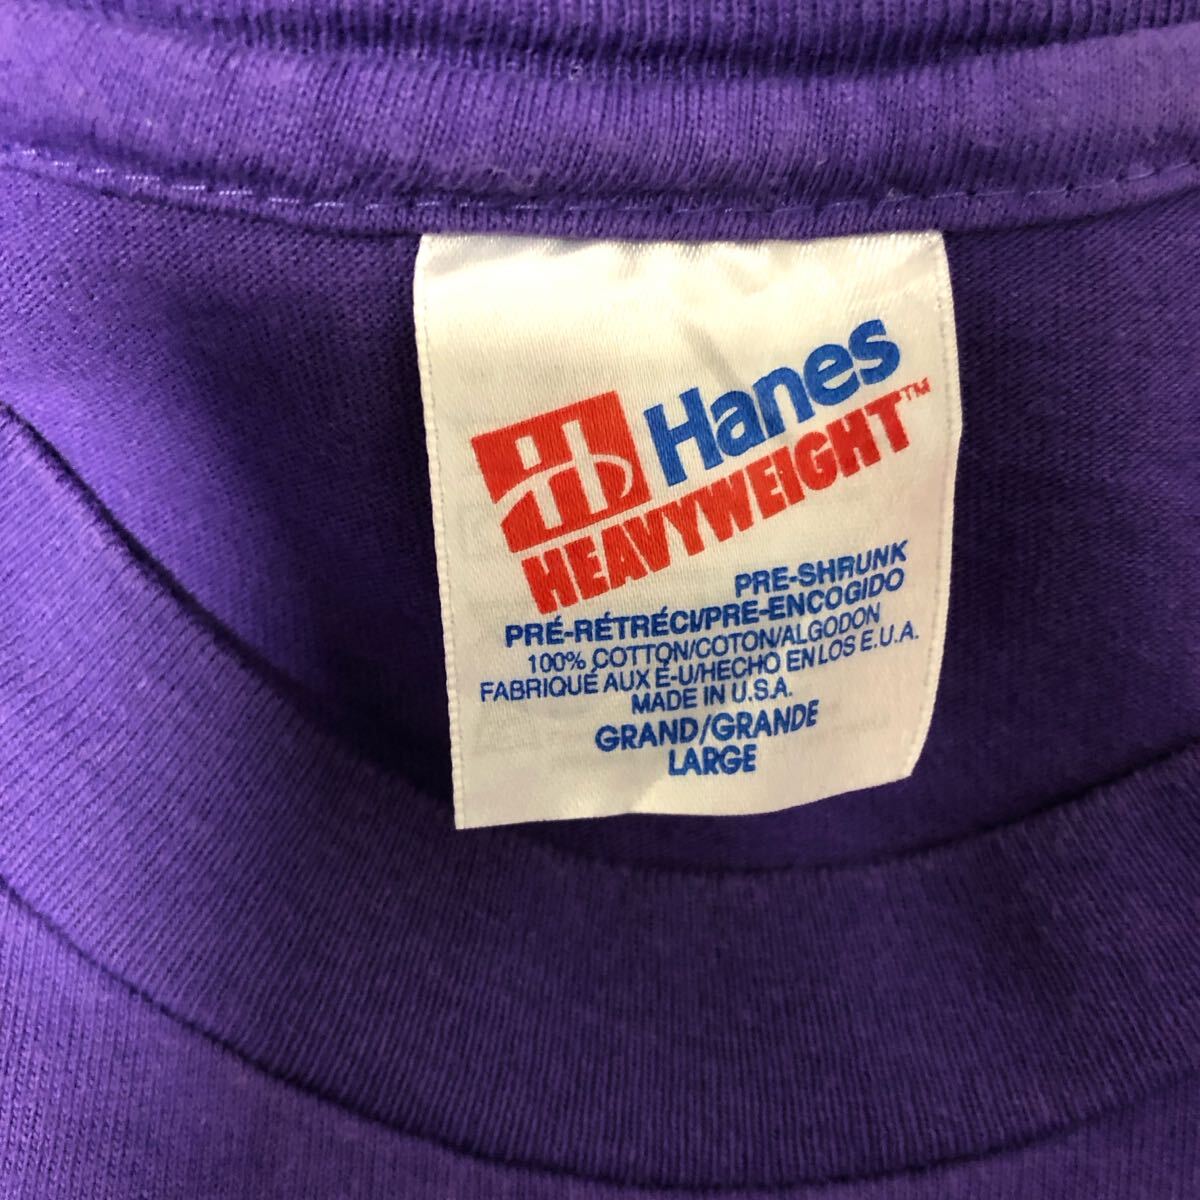 Hanes
HEAVYWEIGHT™
PRE-SHRUNK
PRÉ-RÉTRÉCI/PRE-ENCOGIDO
100% COTTON/COTON/ALGODON
FABRIQUÉ AUX É-U/HECHO EN LOS E.U.A.
MADE IN U.S.A.
GRAND/GRANDE
LARGE